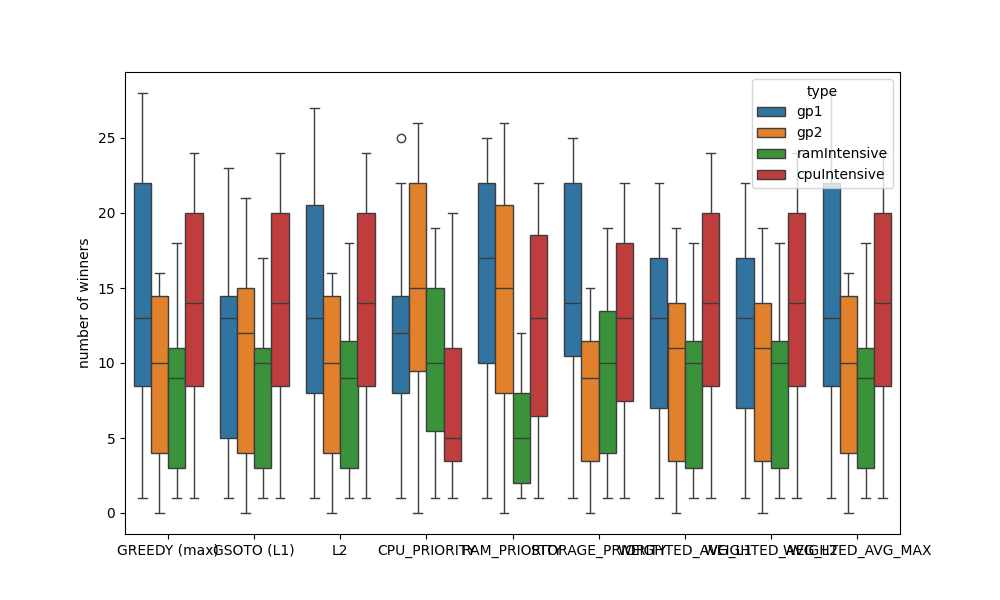 type
gp1
gp2
ramIntensive
cpuIntensive
number of winners
25
20
15
10
5
0
GREEDY (max) GSOTO (L1) L2 CPU_PRIORITY RAM_PRIORITY STORAGE_PRIORITY WEIGHTED_AVG_L1 WEIGHTED_AVG_L2 WEIGHTED_AVG_MAX